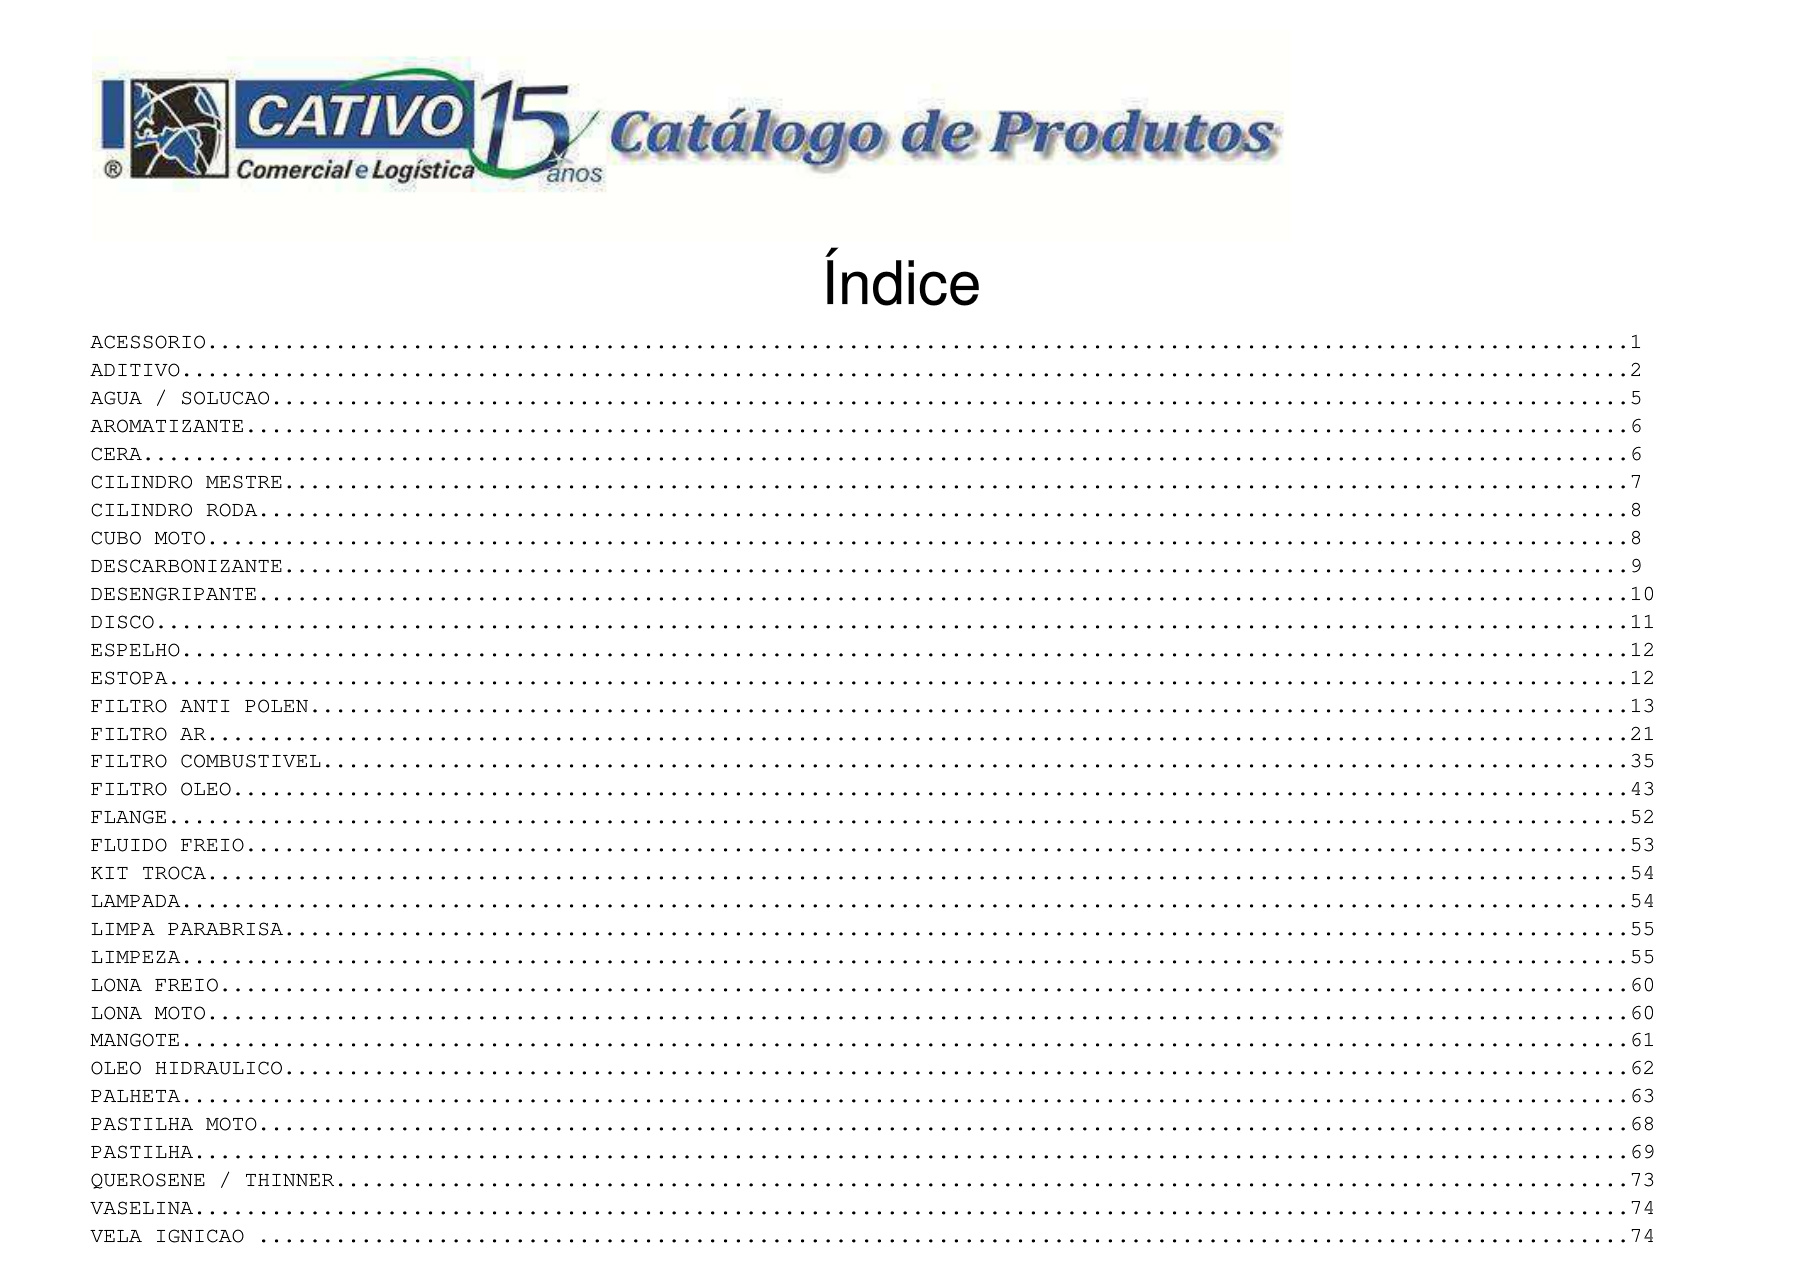 CATIVO 15 anos Catálogo de Produtos
® Comercial e Logística
Índice
ACESSORIO...............................................................................................................1
ADITIVO.................................................................................................................2
AGUA / SOLUCAO..........................................................................................................5
AROMATIZANTE............................................................................................................6
CERA....................................................................................................................6
CILINDRO MESTRE.........................................................................................................7
CILINDRO RODA...........................................................................................................8
CUBO MOTO...............................................................................................................8
DESCARBONIZANTE.........................................................................................................9
DESENGRIPANTE...........................................................................................................10
DISCO...................................................................................................................11
ESPELHO.................................................................................................................12
ESTOPA..................................................................................................................12
FILTRO ANTI POLEN.......................................................................................................13
FILTRO AR...............................................................................................................21
FILTRO COMBUSTIVEL......................................................................................................35
FILTRO OLEO.............................................................................................................43
FLANGE..................................................................................................................52
FLUIDO FREIO............................................................................................................53
KIT TROCA...............................................................................................................54
LAMPADA.................................................................................................................54
LIMPA PARABRISA.........................................................................................................55
LIMPEZA.................................................................................................................55
LONA FREIO..............................................................................................................60
LONA MOTO...............................................................................................................60
MANGOTE.................................................................................................................61
OLEO HIDRAULICO.........................................................................................................62
PALHETA.................................................................................................................63
PASTILHA MOTO...........................................................................................................68
PASTILHA................................................................................................................69
QUEROSENE / THINNER.....................................................................................................73
VASELINA................................................................................................................74
VELA IGNICAO ...........................................................................................................74